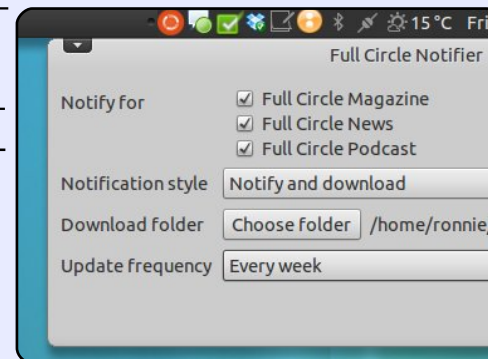 15 °C Fri
Full Circle Notifier
Notify for
Full Circle Magazine
Full Circle News
Full Circle Podcast
Notification style Notify and download
Download folder Choose folder /home/ronnie/
Update frequency Every week